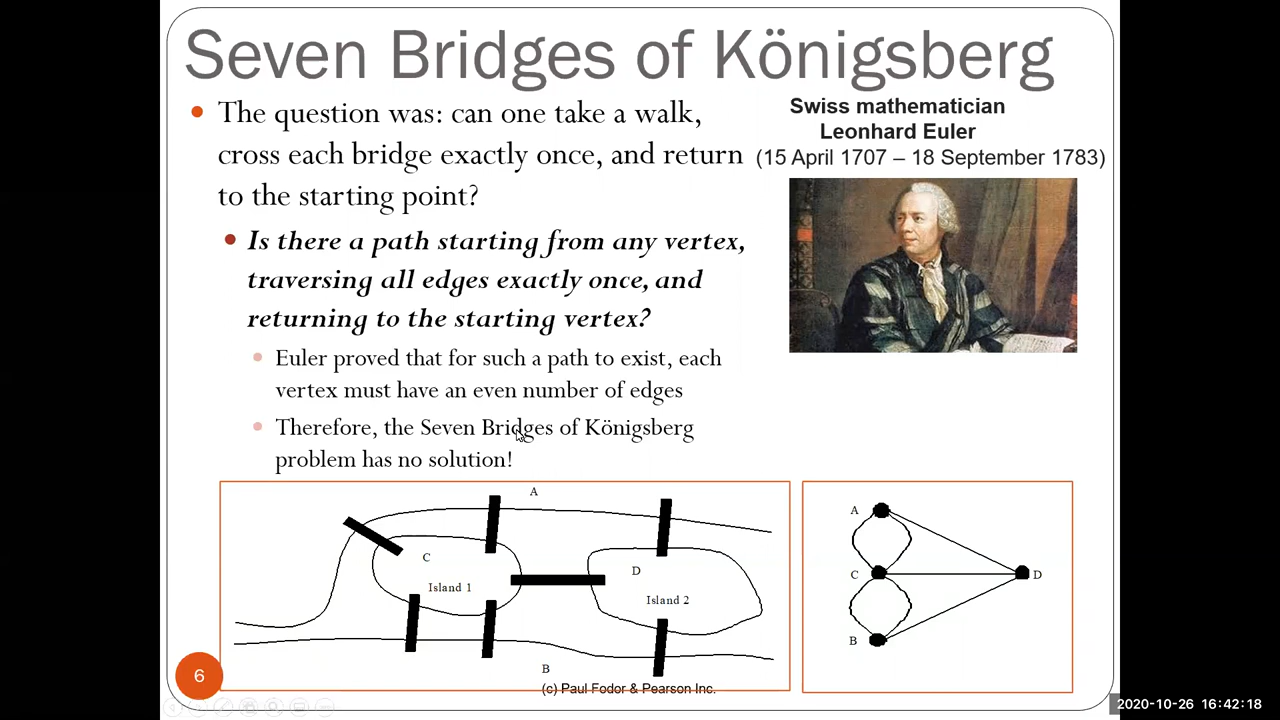 Seven Bridges of Königsberg
The question was: can one take a walk,
cross each bridge exactly once, and return
to the starting point?
Is there a path starting from any vertex,
traversing all edges exactly once, and
returning to the starting vertex?
Euler proved that for such a path to exist, each
vertex must have an even number of edges
Therefore, the Seven Bridges of Königsberg
problem has no solution!
Swiss mathematician
Leonhard Euler
(15 April 1707 – 18 September 1783)
A
C
Island 1
D
Island 2
B
A
C
D
B
6
(c) Paul Fodor & Pearson Inc.
2020-10-26 16:42:18